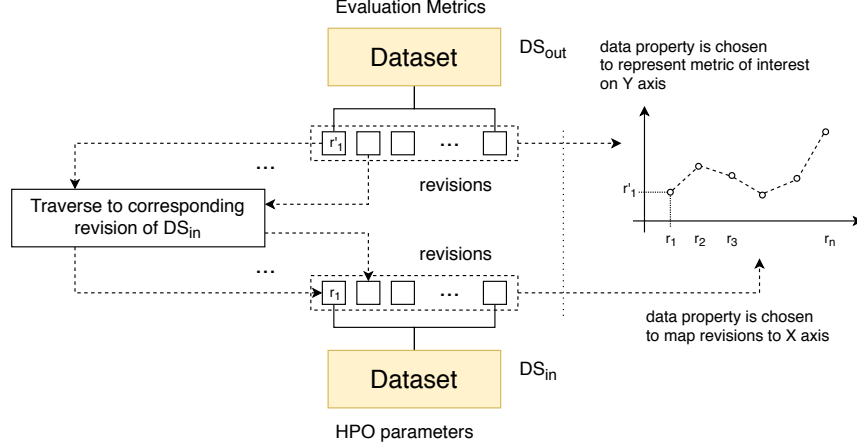 Evaluation Metrics
Dataset
DSout
data property is chosen
to represent metric of interest
on Y axis
r'1
...
...
revisions
Traverse to corresponding
revision of DSin
revisions
...
r1
...
r'1
r1
r2
r3
rn
data property is chosen
to map revisions to X axis
Dataset
DSin
HPO parameters